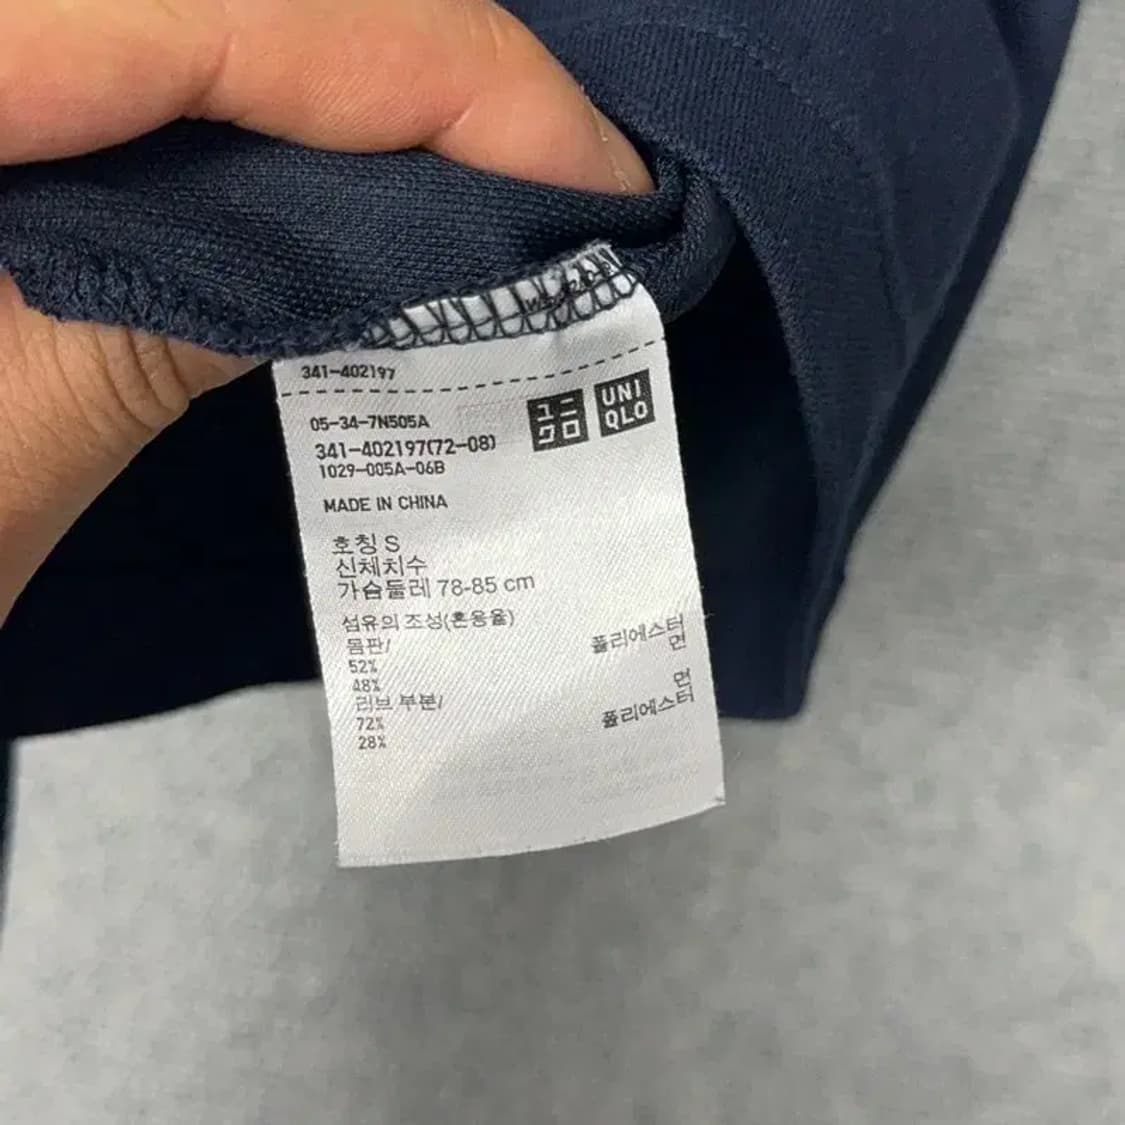 341-402197
05-34-7N505A
341-402197(72-08)
1029-005A-06B
ユニ
クロ
UNI
QLO
MADE IN CHINA
호칭 S
신체치수
가슴둘레 78-85 cm
섬유의 조성(혼용율)
몸판/
52% 폴리에스터
48% 면
리브 부분/
72% 면
28% 폴리에스터